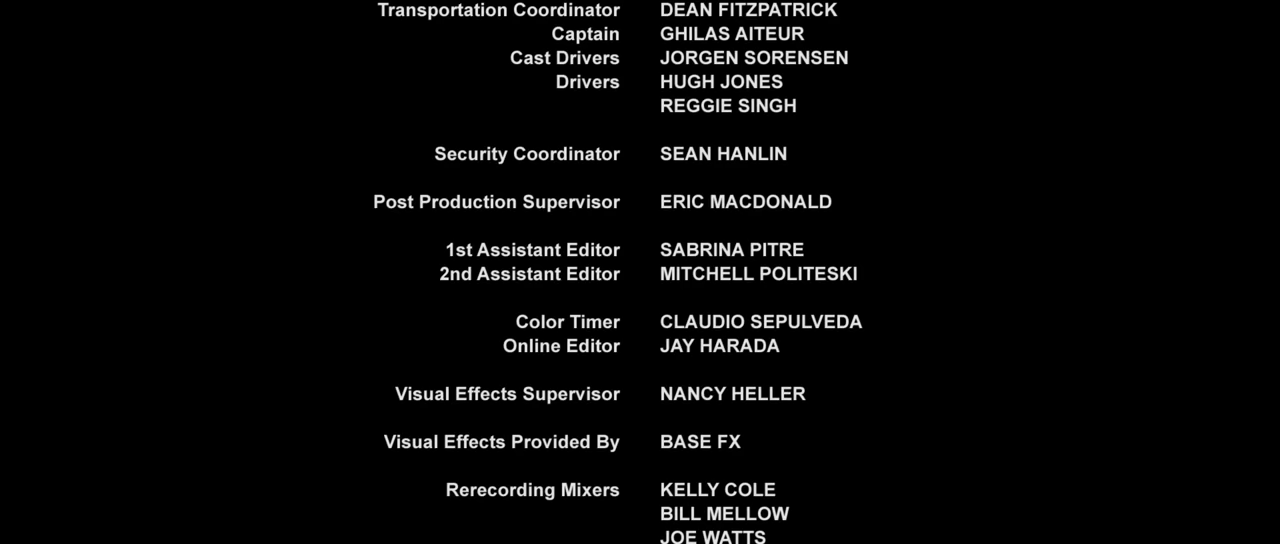 Transportation Coordinator DEAN FITZPATRICK
Captain GHILAS AITEUR
Cast Drivers JORGEN SORENSEN
Drivers HUGH JONES
REGGIE SINGH
Security Coordinator SEAN HANLIN
Post Production Supervisor ERIC MACDONALD
1st Assistant Editor SABRINA PITRE
2nd Assistant Editor MITCHELL POLITESKI
Color Timer CLAUDIO SEPULVEDA
Online Editor JAY HARADA
Visual Effects Supervisor NANCY HELLER
Visual Effects Provided By BASE FX
Rerecording Mixers KELLY COLE
BILL MELLOW
JOE WATTS